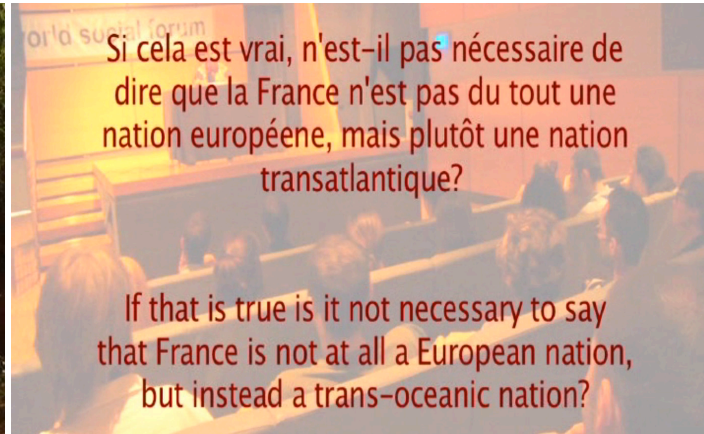 orld social forum
Si cela est vrai, n'est-il pas nécessaire de
dire que la France n'est pas du tout une
nation européene, mais plutôt une nation
transatlantique?
If that is true is it not necessary to say
that France is not at all a European nation,
but instead a trans-oceanic nation?